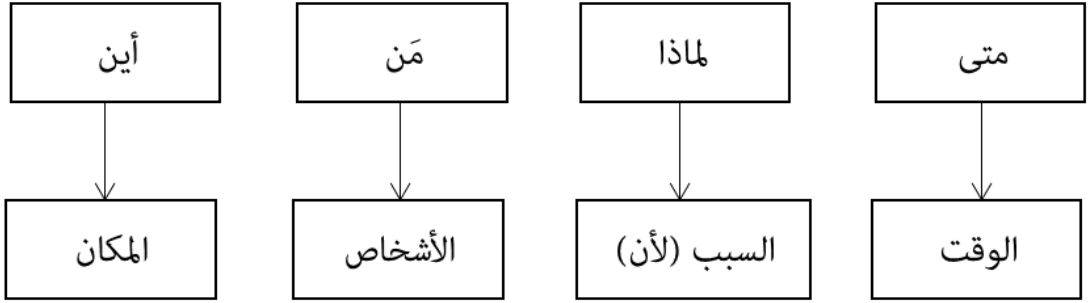 متى
لماذا
مَن
أين
الوقت
السبب (لأن)
الأشخاص
المكان